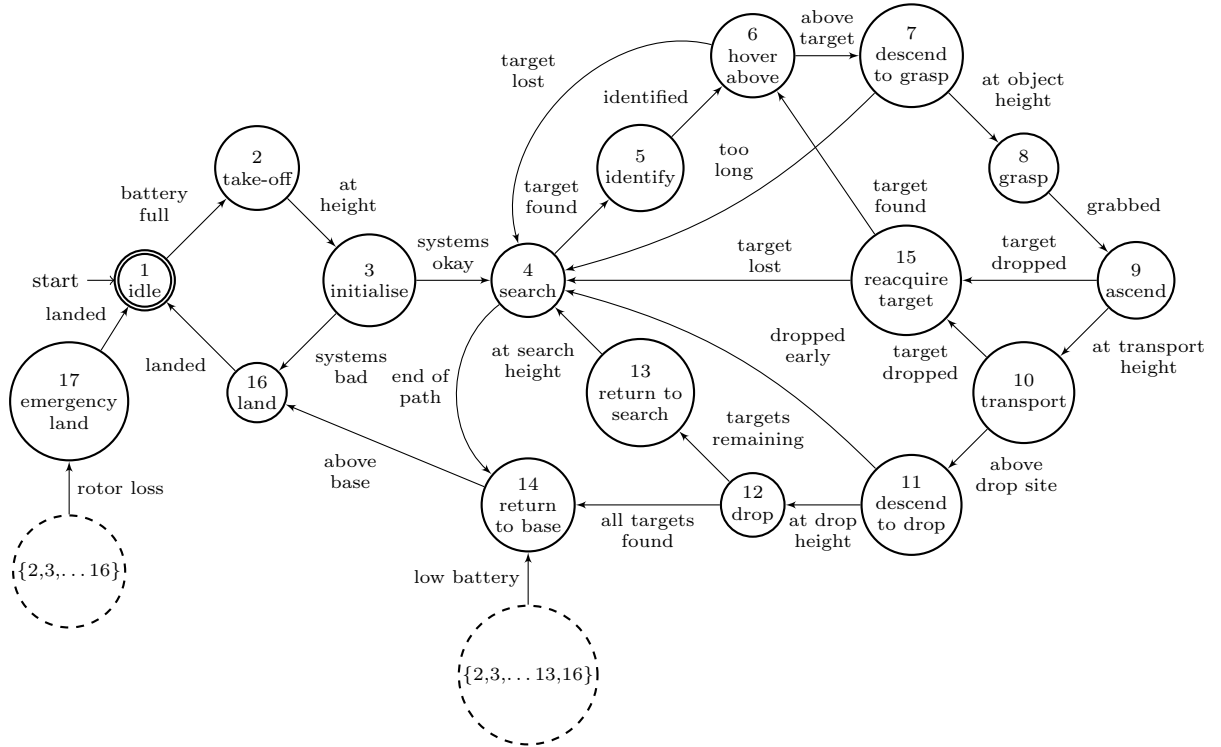 6
hover
above
above
target
7
descend
to grasp
target
lost
at object
height
identified
5
identify
too
long
8
grasp
2
take-off
battery
full
at
height
target
found
target
found
grabbed
start
1
idle
3
initialise
systems
okay
4
search
target
lost
15
reacquire
target
target
dropped
9
ascend
landed
landed
systems
bad
end of
path
at search
height
dropped
early
target
dropped
at transport
height
17
emergency
land
16
land
13
return to
search
10
transport
targets
remaining
above
base
above
drop site
rotor loss
14
return
to base
all targets
found
12
drop
at drop
height
11
descend
to drop
{2,3,...16}
low battery
{2,3,...13,16}